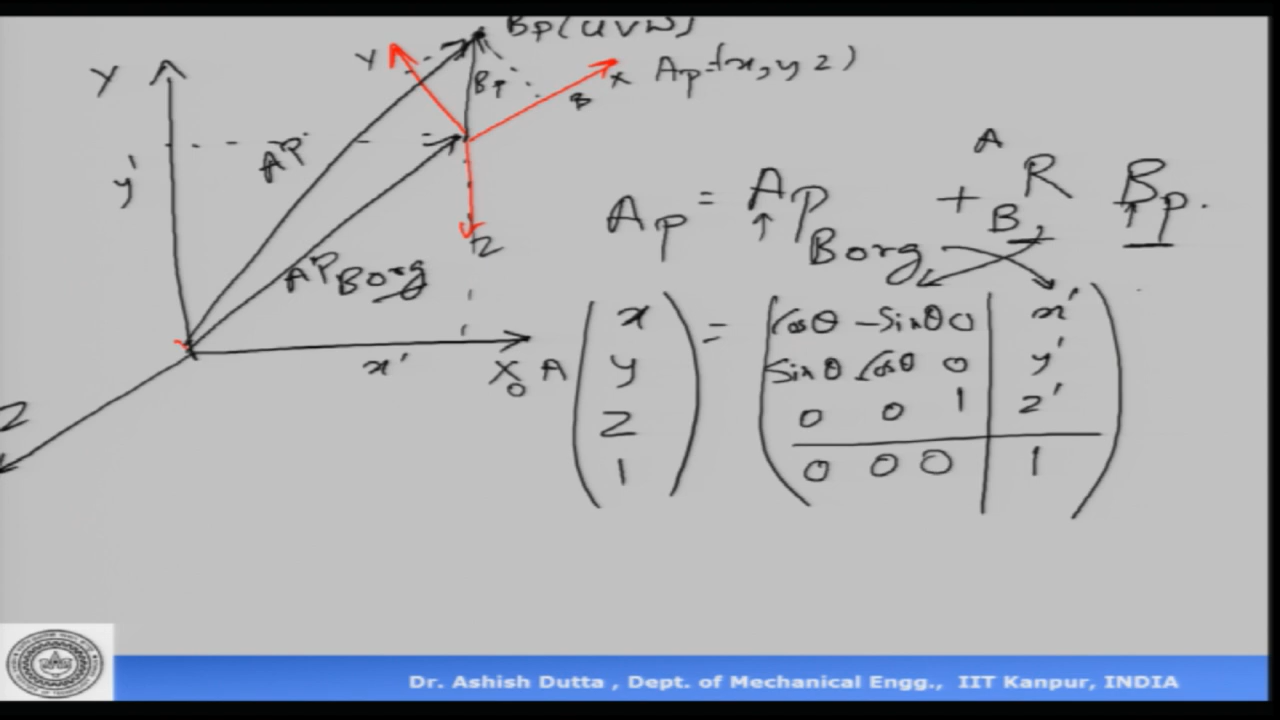 Bp(uvw)
Y
Y
Bp
B
X
Ap=(x, y z)
AP
y'
Z
APBorg
x'
X0
A
Z
Ap = Ap Borg + A R B, Bp.
x = Cosθ -Sinθ 0 x'
y Sinθ Cosθ 0 y'
Z 0 0 1 z'
1 0 0 0 1
Dr. Ashish Dutta , Dept. of Mechanical Engg., IIT Kanpur, INDIA